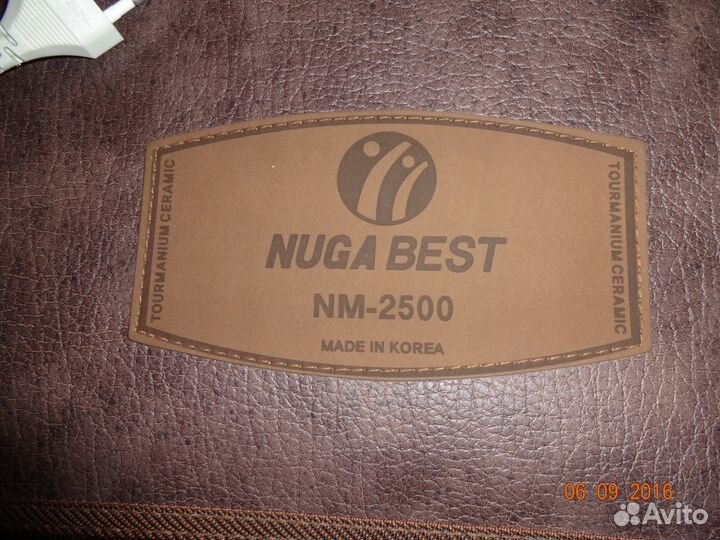 TOURMANIUM CERAMIC
NUGA BEST
NM-2500
MADE IN KOREA
TOURMANIUM CERAMIC
06 09 2016
Avito